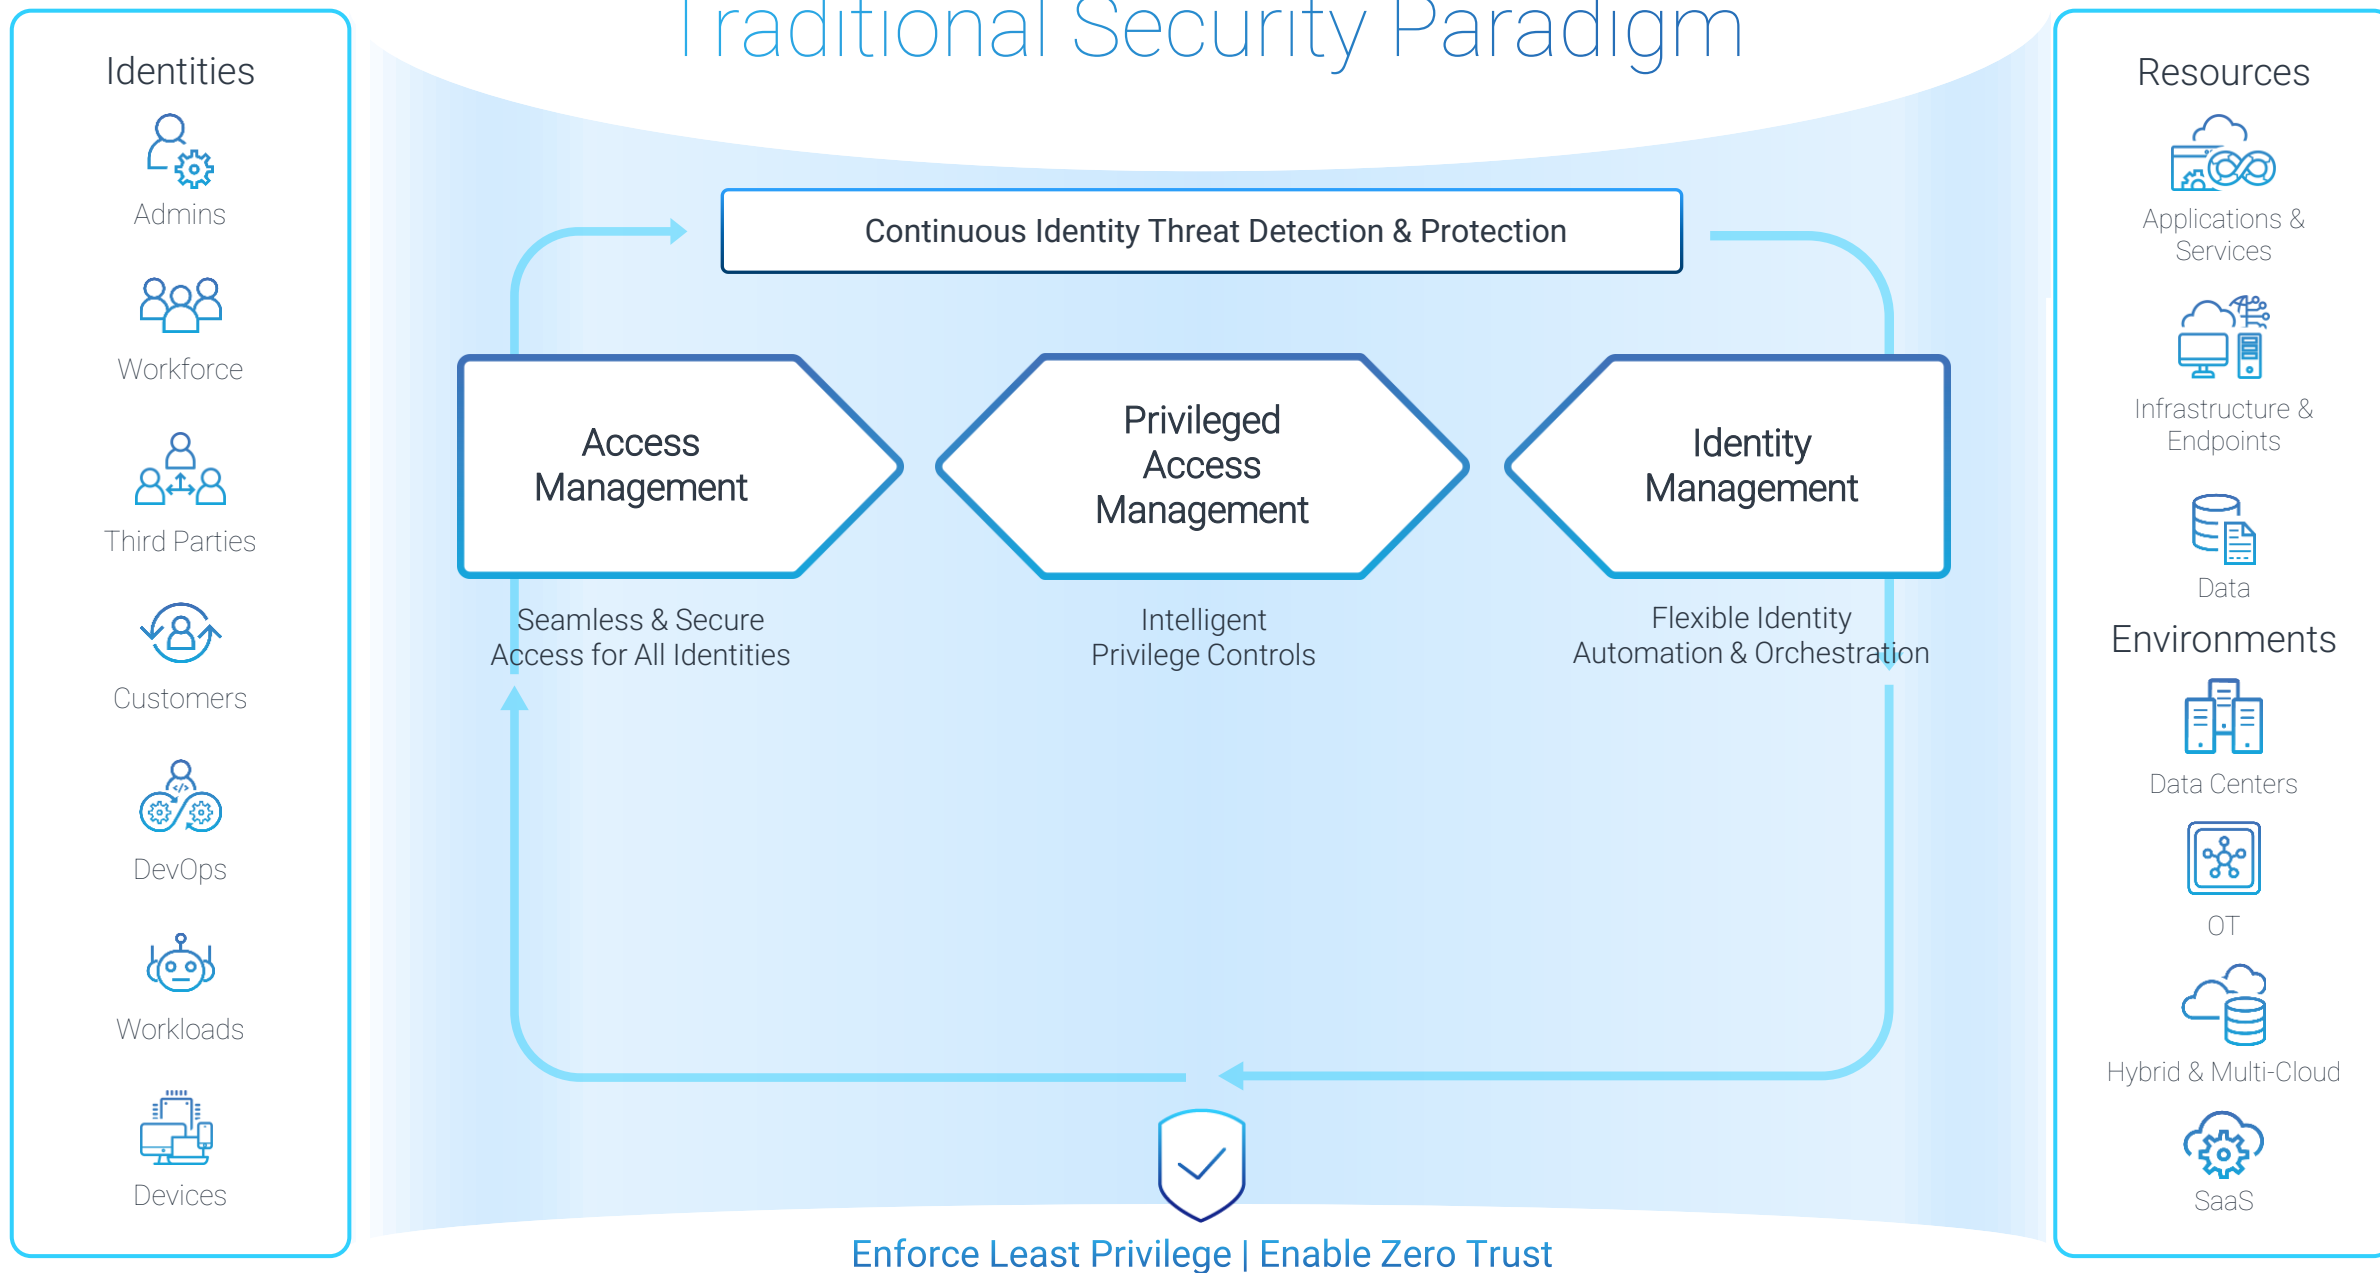 Traditional Security Paradigm
Identities
Admins
Workforce
Third Parties
Customers
DevOps
Workloads
Devices
Continuous Identity Threat Detection & Protection
Access
Management
Seamless & Secure
Access for All Identities
Privileged
Access
Management
Intelligent
Privilege Controls
Identity
Management
Flexible Identity
Automation & Orchestration
Enforce Least Privilege | Enable Zero Trust
Resources
Applications &
Services
Infrastructure &
Endpoints
Data
Environments
Data Centers
OT
Hybrid & Multi-Cloud
SaaS